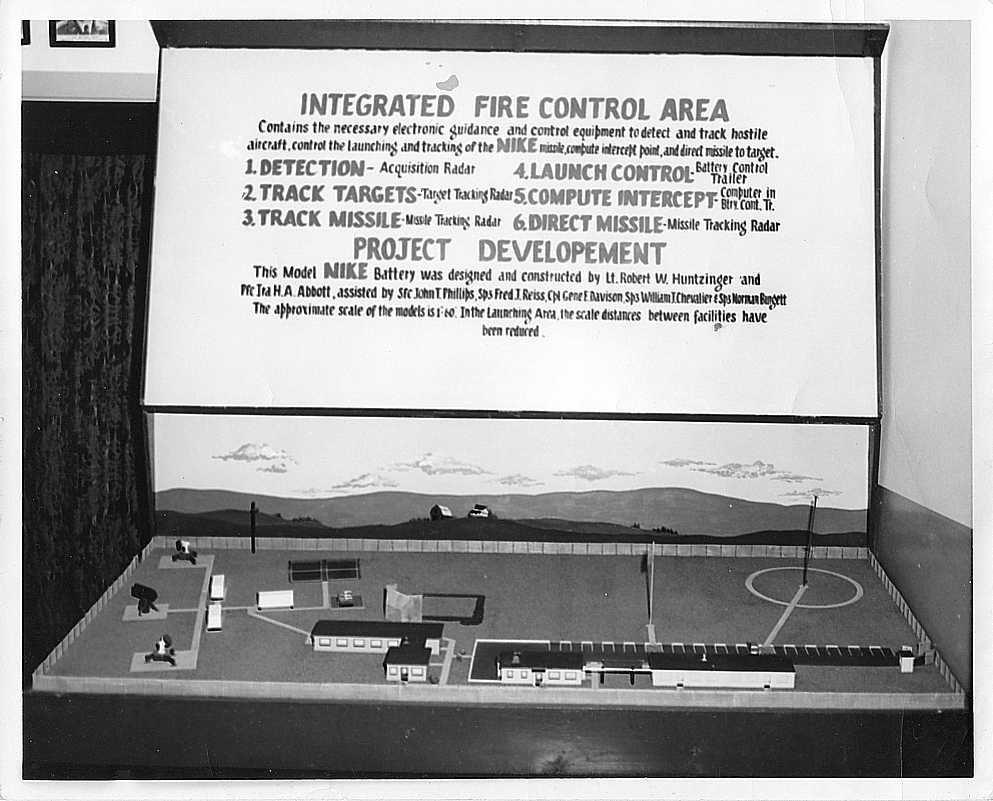 INTEGRATED FIRE CONTROL AREA
Contains the necessary electronic guidance and control equipment to detect and track hostile
aircraft, control the launching and tracking of the NIKE missile, compute intercept point, and direct missile to target.
1. DETECTION - Acquisition Radar 4. LAUNCH CONTROL - Battery Control Trailer
2. TRACK TARGETS - Target Tracking Radar 5. COMPUTE INTERCEPT - Computer in Btry. Cont. Tr.
3. TRACK MISSILE - Missile Tracking Radar 6. DIRECT MISSILE - Missile Tracking Radar
PROJECT DEVELOPEMENT
This Model NIKE Battery was designed and constructed by Lt. Robert W. Huntzinger and
Pfc Ira H.A. Abbott, assisted by Sfc John T. Phillips, Sp3 Fred J. Reiss, Cpl Gene E. Davison, Sp3 William J. Chevalier & Sp3 Norman Burgett
The approximate scale of the models is 1:60. In the Launching Area, the scale distances between facilities have
been reduced.